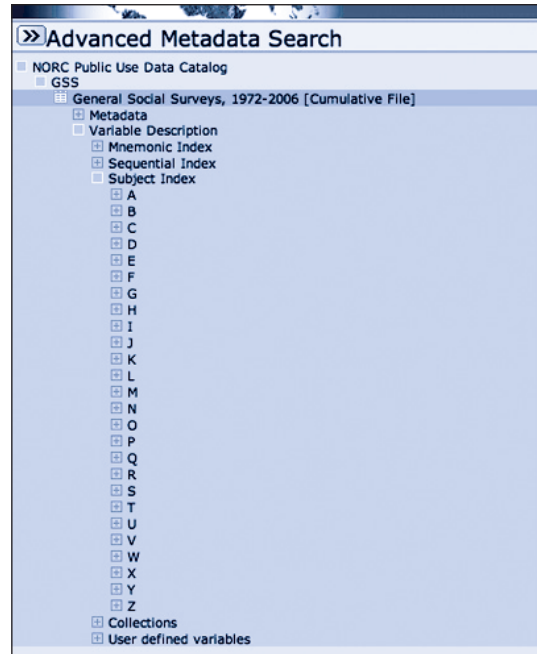 Advanced Metadata Search
NORC Public Use Data Catalog
GSS
General Social Surveys, 1972-2006 [Cumulative File]
Metadata
Variable Description
Mnemonic Index
Sequential Index
Subject Index
A
B
C
D
E
F
G
H
I
J
K
L
M
N
O
P
Q
R
S
T
U
V
W
X
Y
Z
Collections
User defined variables